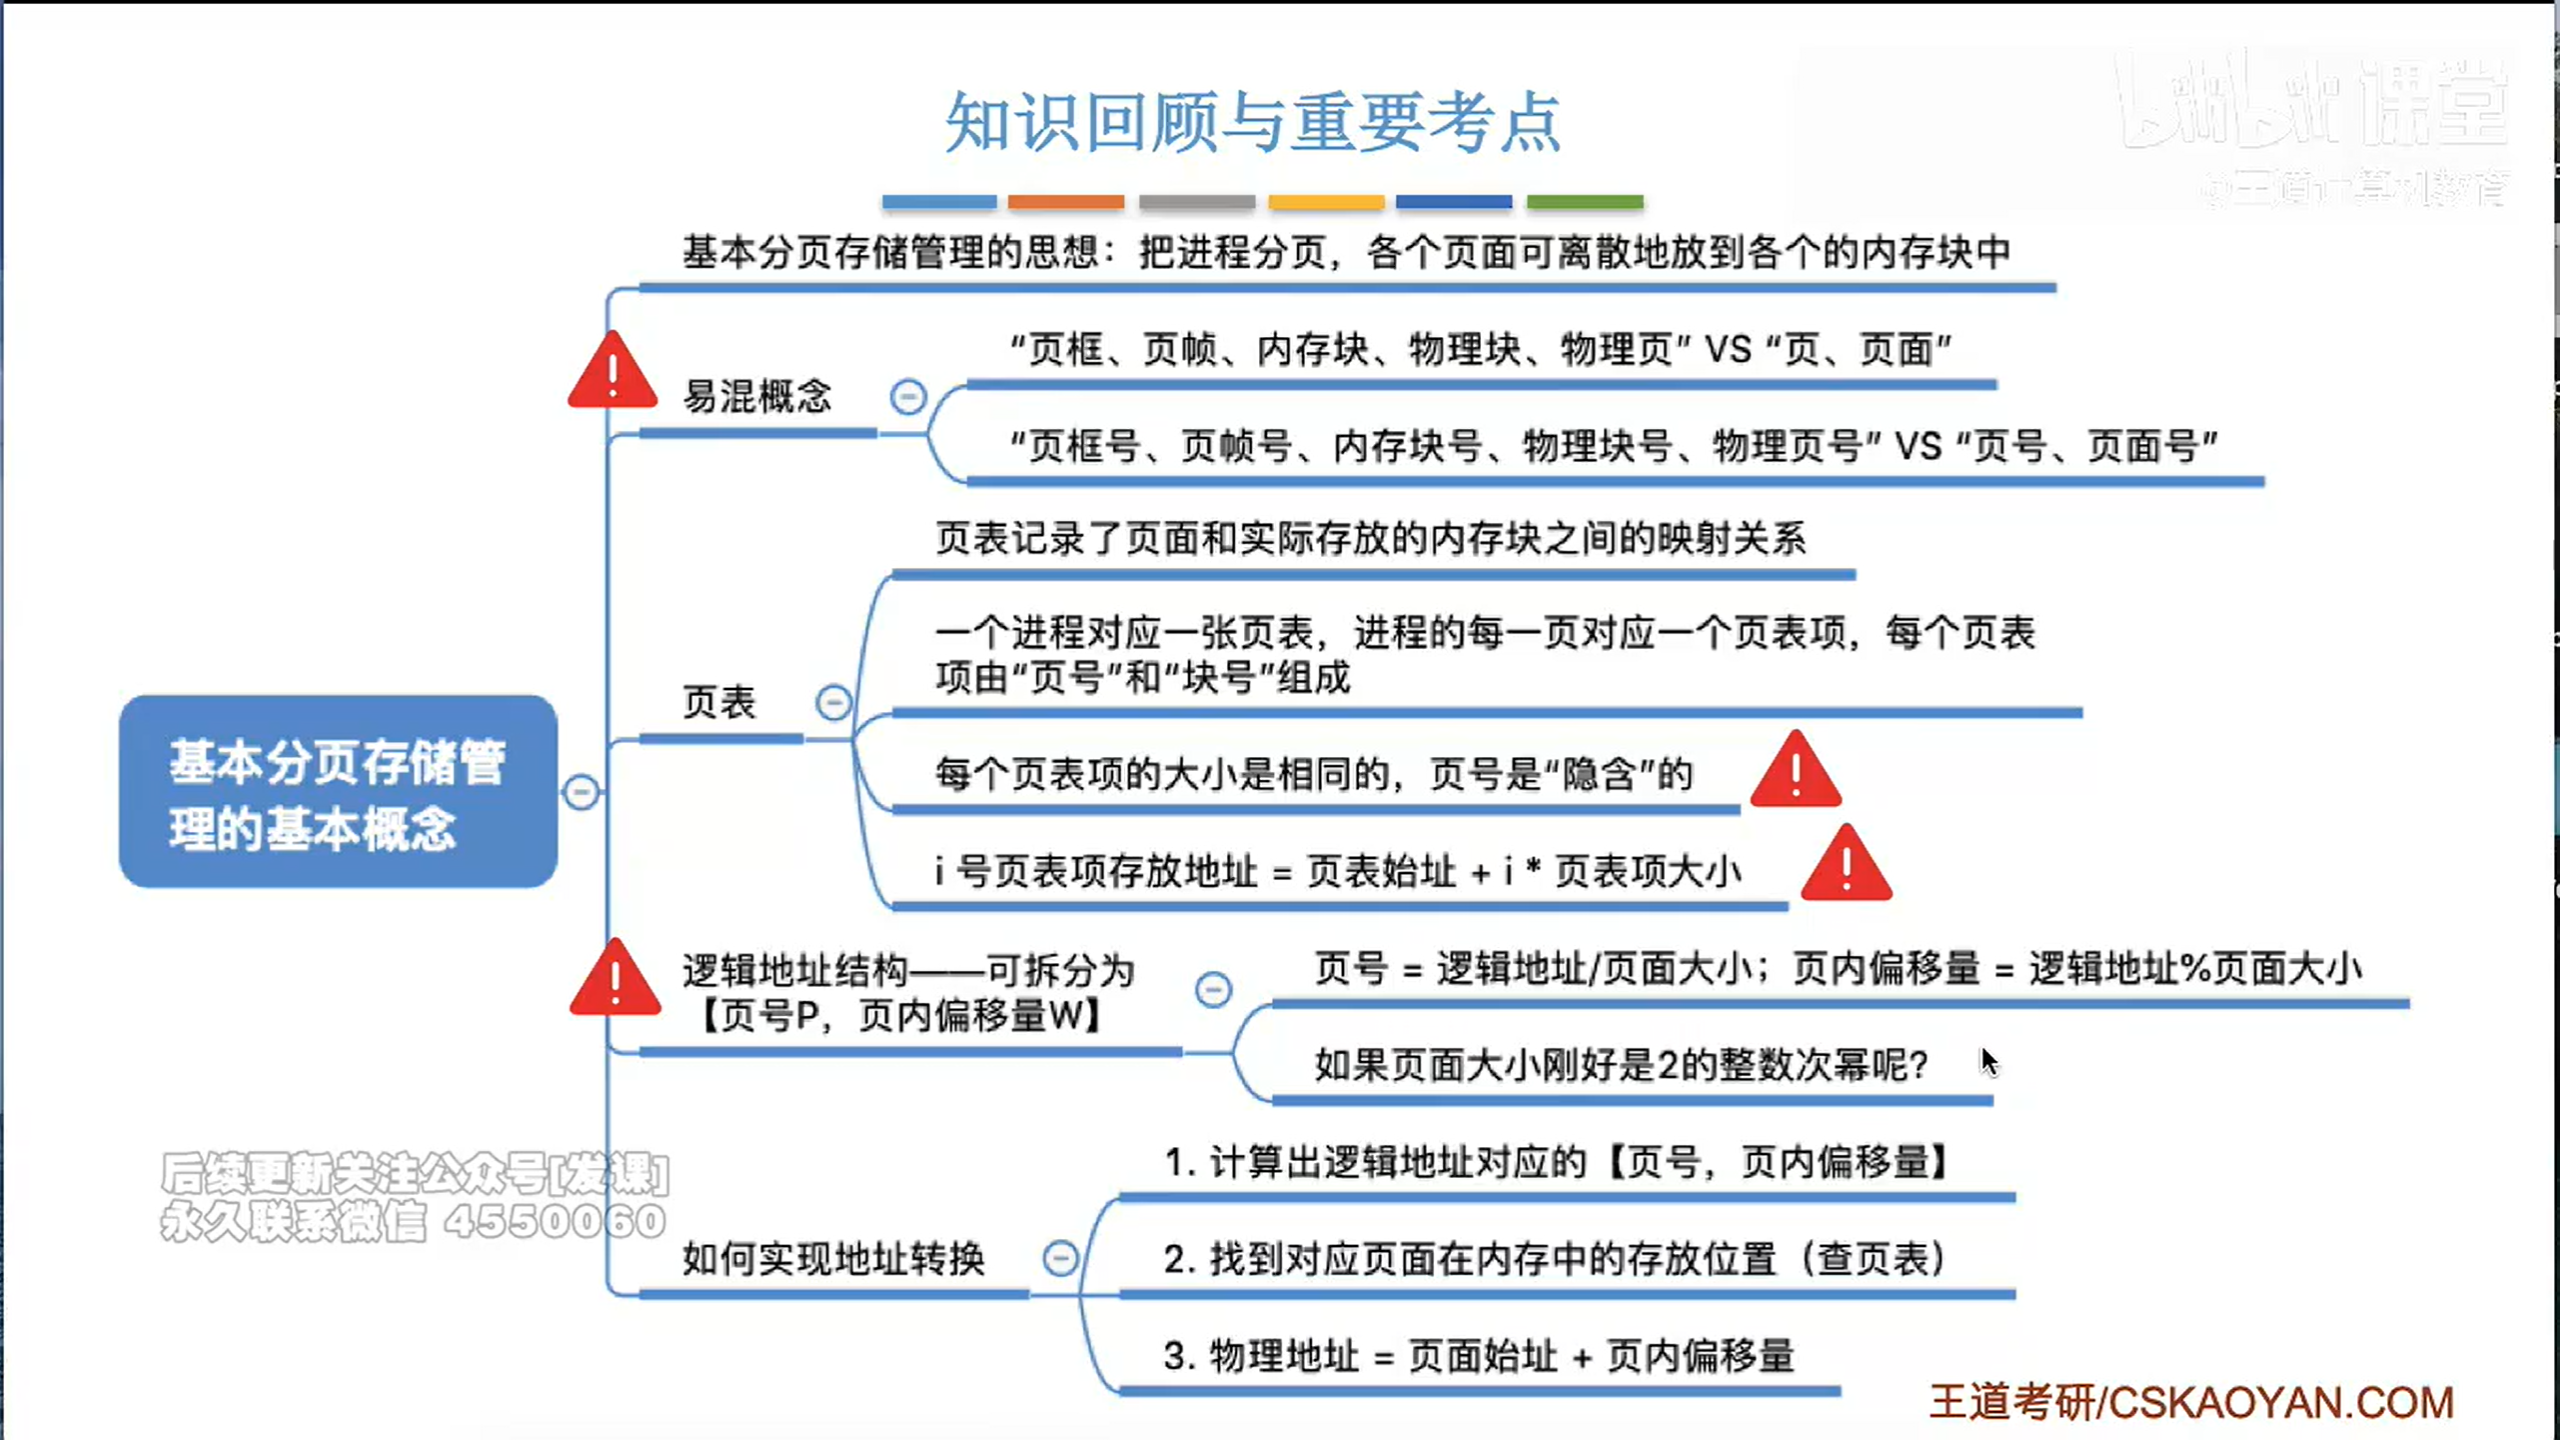 知识回顾与重要考点
bilibili课堂
@王道计算机教育
基本分页存储管理的思想：把进程分页，各个页面可离散地放到各个的内存块中
易混概念
“页框、页帧、内存块、物理块、物理页” VS “页、页面”
“页框号、页帧号、内存块号、物理块号、物理页号” VS “页号、页面号”
页表
页表记录了页面和实际存放的内存块之间的映射关系
一个进程对应一张页表，进程的每一页对应一个页表项，每个页表
项由“页号”和“块号”组成
每个页表项的大小是相同的，页号是“隐含”的
i 号页表项存放地址 = 页表始址 + i * 页表项大小
基本分页存储管
理的基本概念
逻辑地址结构——可拆分为
【页号P，页内偏移量W】
页号 = 逻辑地址/页面大小；页内偏移量 = 逻辑地址%页面大小
如果页面大小刚好是2的整数次幂呢？
如何实现地址转换
1. 计算出逻辑地址对应的【页号，页内偏移量】
2. 找到对应页面在内存中的存放位置（查页表）
3. 物理地址 = 页面始址 + 页内偏移量
后续更新关注公众号[发课]
永久联系微信 4550060
王道考研/CSKAOYAN.COM